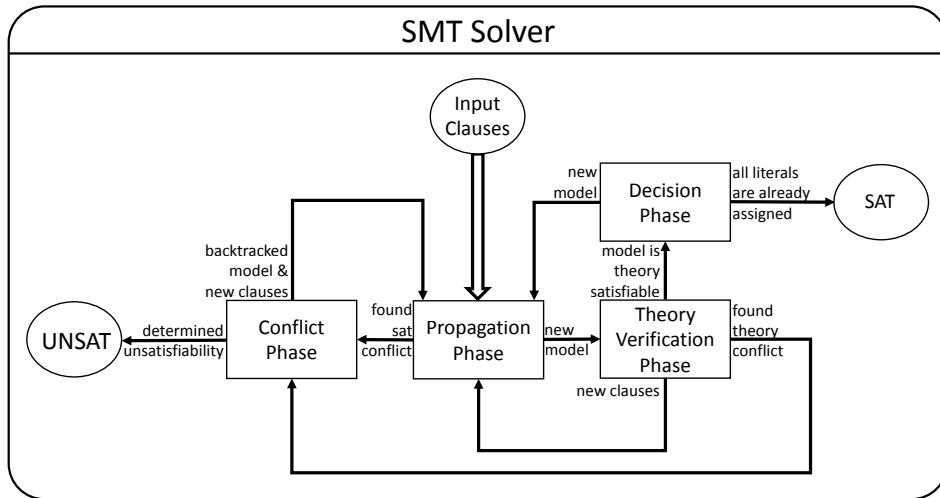 SMT Solver
Input
Clauses
new
model
Decision
Phase
all literals
are already
assigned
SAT
backtracked
model &
new clauses
model is
theory
satisfiable
UNSAT
determined
unsatisfiability
Conflict
Phase
found
sat
conflict
Propagation
Phase
new
model
Theory
Verification
Phase
found
theory
conflict
new clauses